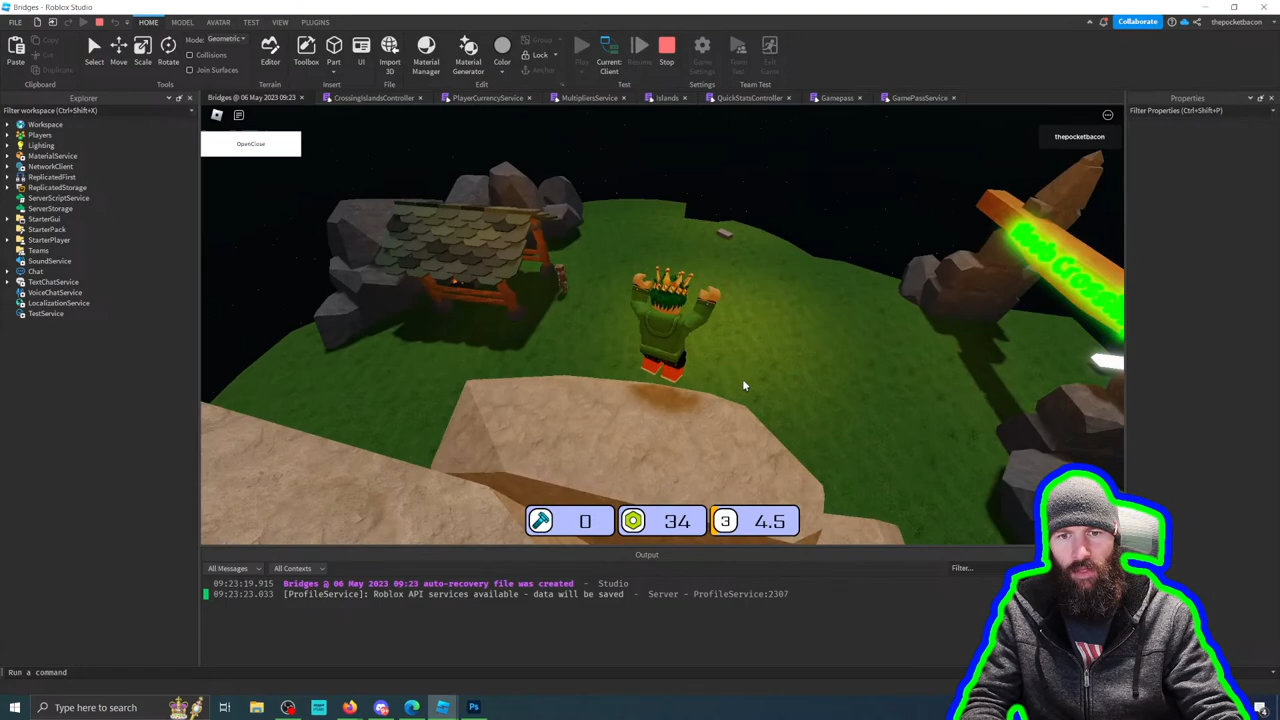 Bridges - Roblox Studio
FILE HOME MODEL AVATAR TEST VIEW PLUGINS
Collaborate thepocketbacon
Paste Copy Cut Duplicate
Select Move Scale Rotate
Mode: Geometric
Collisions
Join Surfaces
Editor
Toolbox Part UI
Import 3D
Material Manager
Material Generator
Color
Group
Lock
Anchor
Play
Current: Client
Resume
Stop
Game Settings
Team Test
Exit Game
Clipboard Tools Terrain Insert File Edit Test Settings Team Test
Explorer
Bridges @ 06 May 2023 09:23 CrossingIslandsController PlayerCurrencyService MultipliersService Islands QuickStatsController Gamepass GamePassService
Properties
Filter workspace (Ctrl+Shift+X)
Filter Properties (Ctrl+Shift+P)
Workspace
Players
Lighting
MaterialService
NetworkClient
ReplicatedFirst
ReplicatedStorage
ServerScriptService
ServerStorage
StarterGui
StarterPack
StarterPlayer
Teams
SoundService
Chat
TextChatService
VoiceChatService
LocalizationService
TestService
OpenClose
thepocketbacon
0 34 3 4.5
Output
All Messages All Contexts Filter...
09:23:19.915 Bridges @ 06 May 2023 09:23 auto-recovery file was created - Studio
09:23:23.033 [ProfileService]: Roblox API services available - data will be saved - Server - ProfileService:2307
Run a command
Type here to search